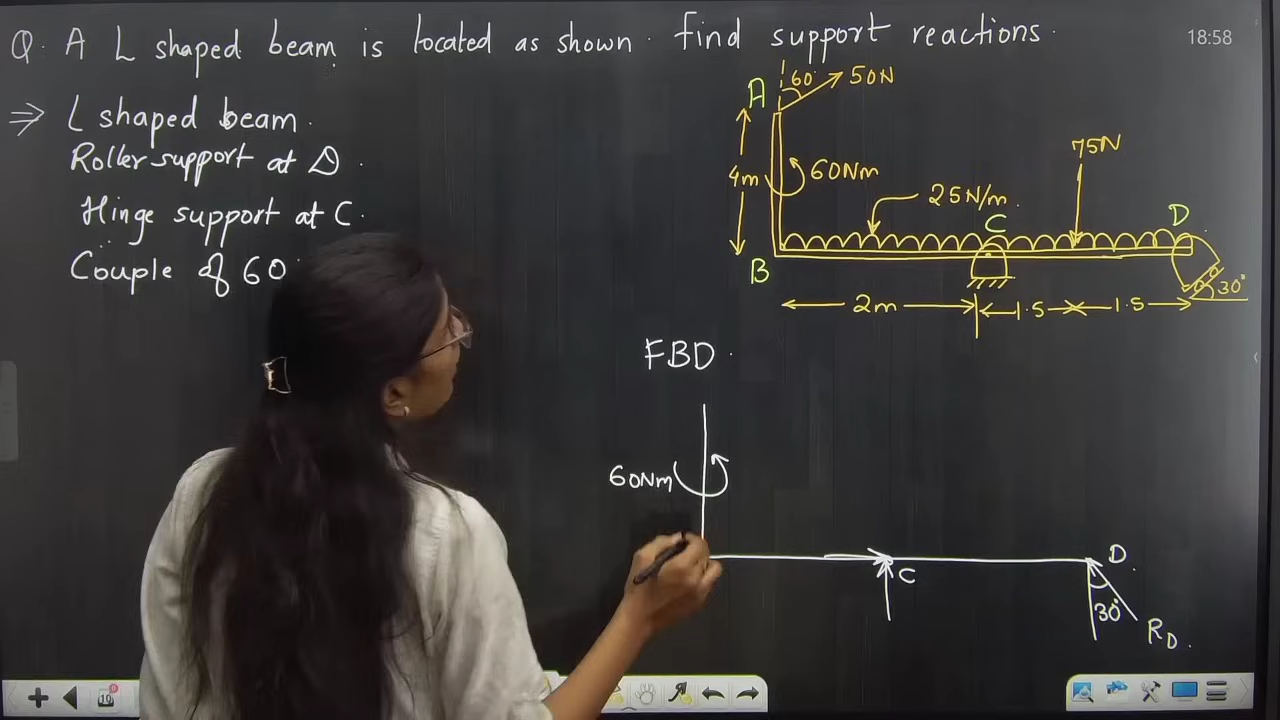 Q. A L shaped beam is located as shown. find support reactions.
18:58
⇒ L shaped beam.
Roller support at D.
Hinge support at C.
Couple of 60
A
60°
50N
4m
60Nm
25N/m.
75N
C
D
B
30°
2m
1.5
1.5
FBD.
60Nm
C
D.
30°
RD.
10